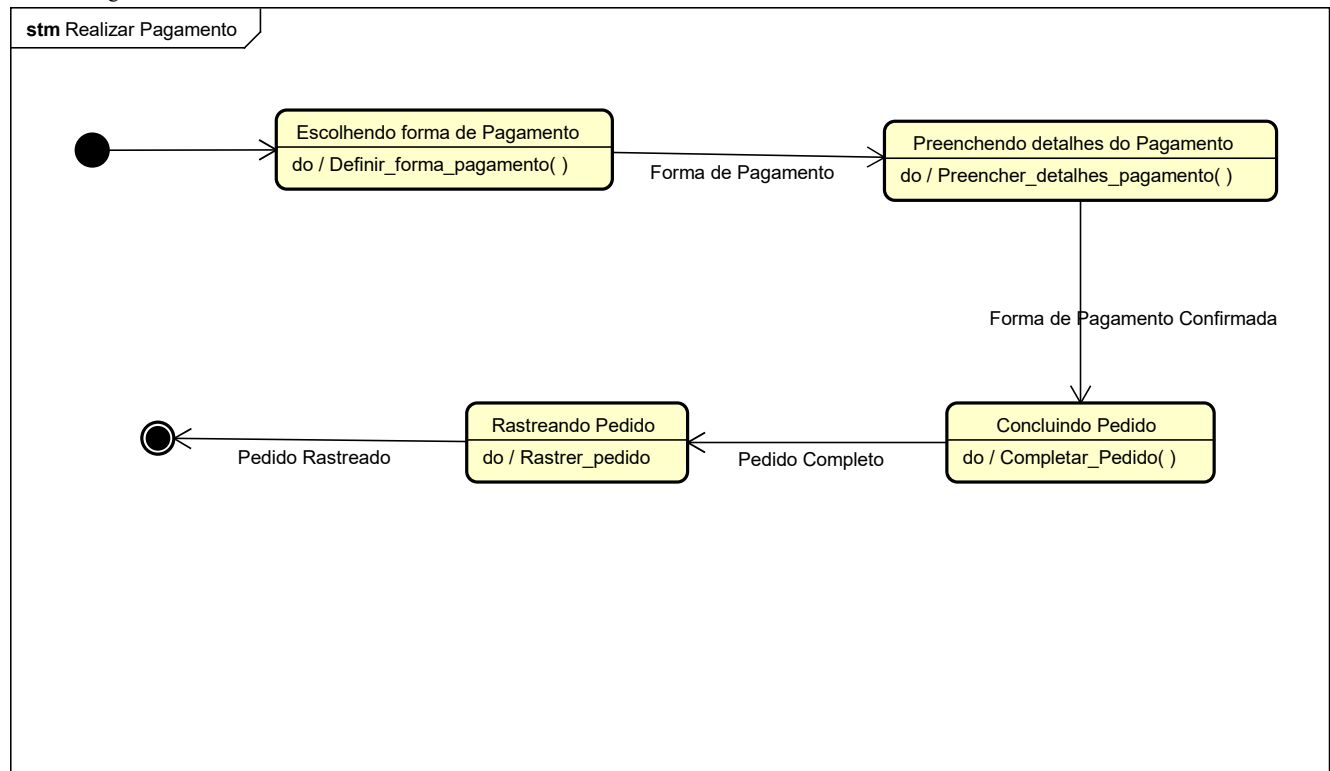 stm Realizar Pagamento
Escolhendo forma de Pagamento
do / Definir_forma_pagamento( )
Forma de Pagamento
Preenchendo detalhes do Pagamento
do / Preencher_detalhes_pagamento( )
Forma de Pagamento Confirmada
Concluindo Pedido
do / Completar_Pedido( )
Pedido Completo
Rastreando Pedido
do / Rastrer_pedido
Pedido Rastreado